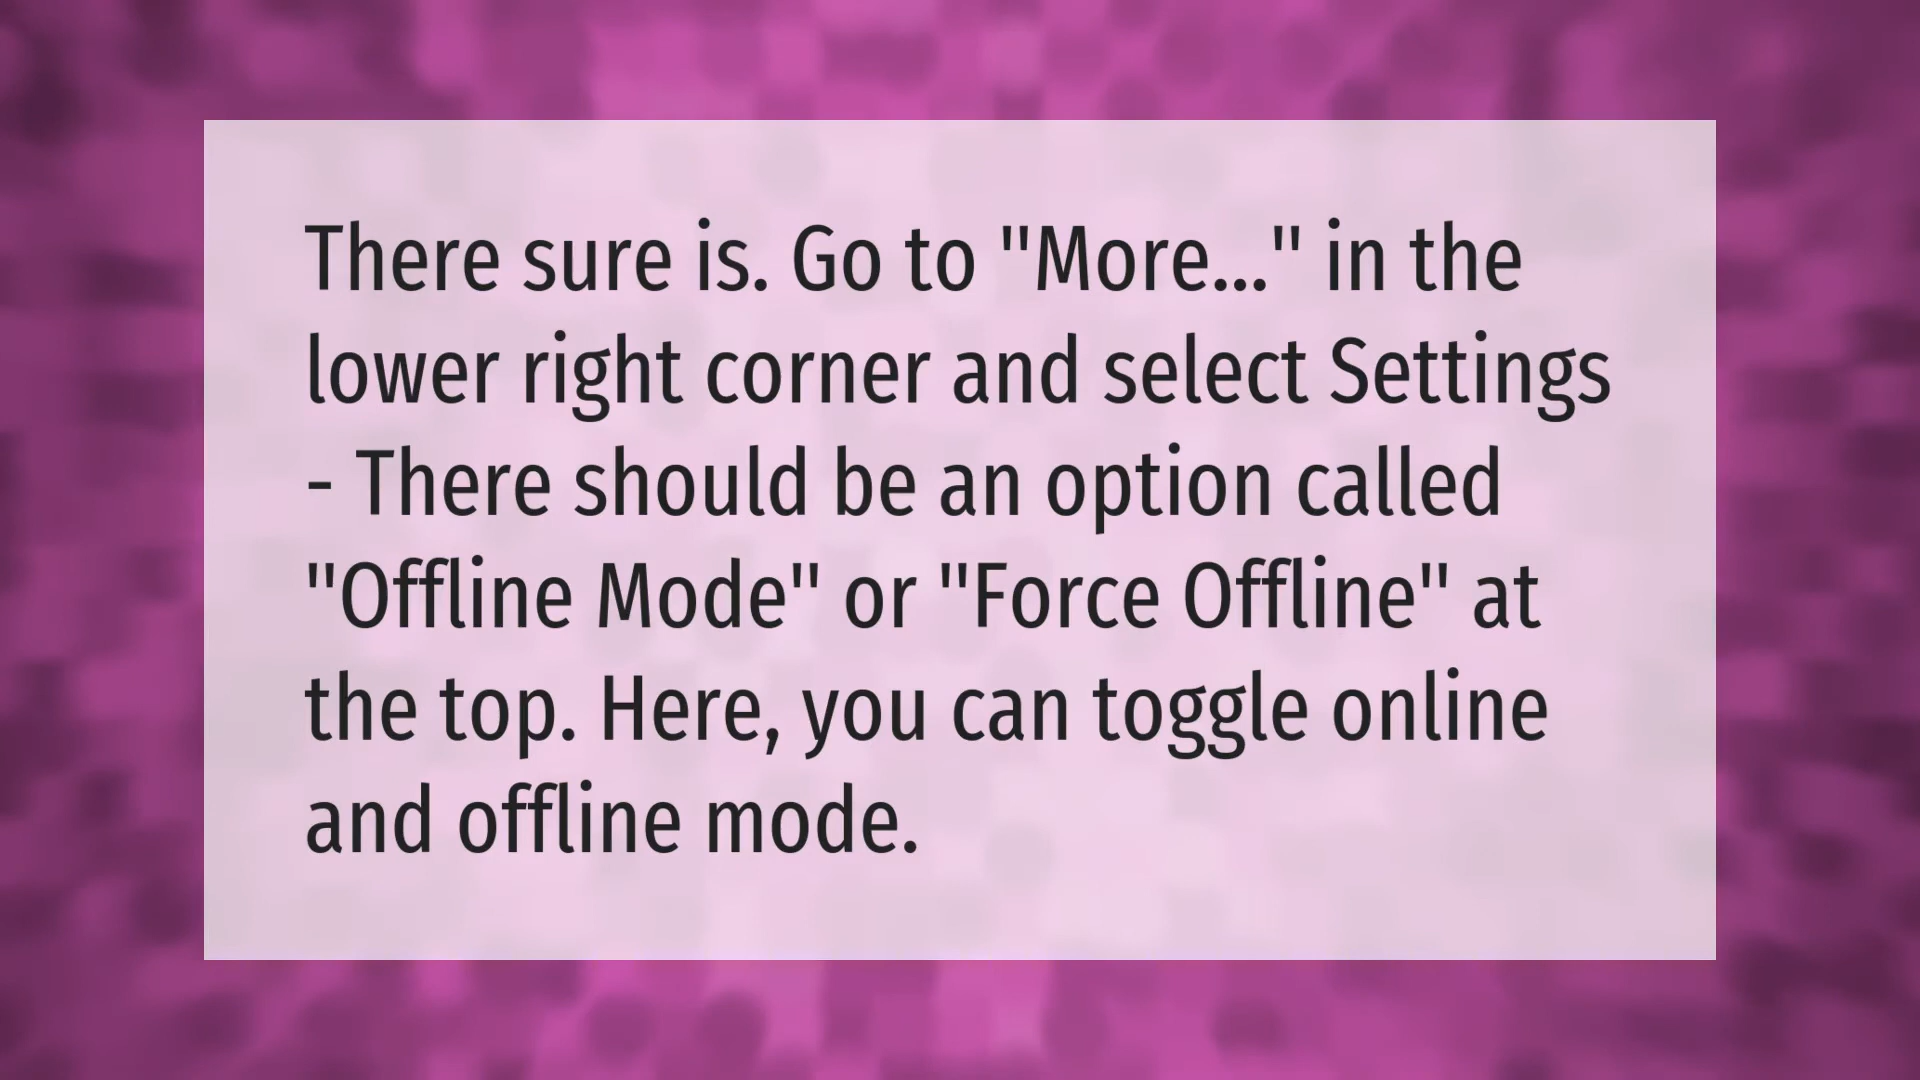 There sure is. Go to "More..." in the
lower right corner and select Settings
- There should be an option called
"Offline Mode" or "Force Offline" at
the top. Here, you can toggle online
and offline mode.